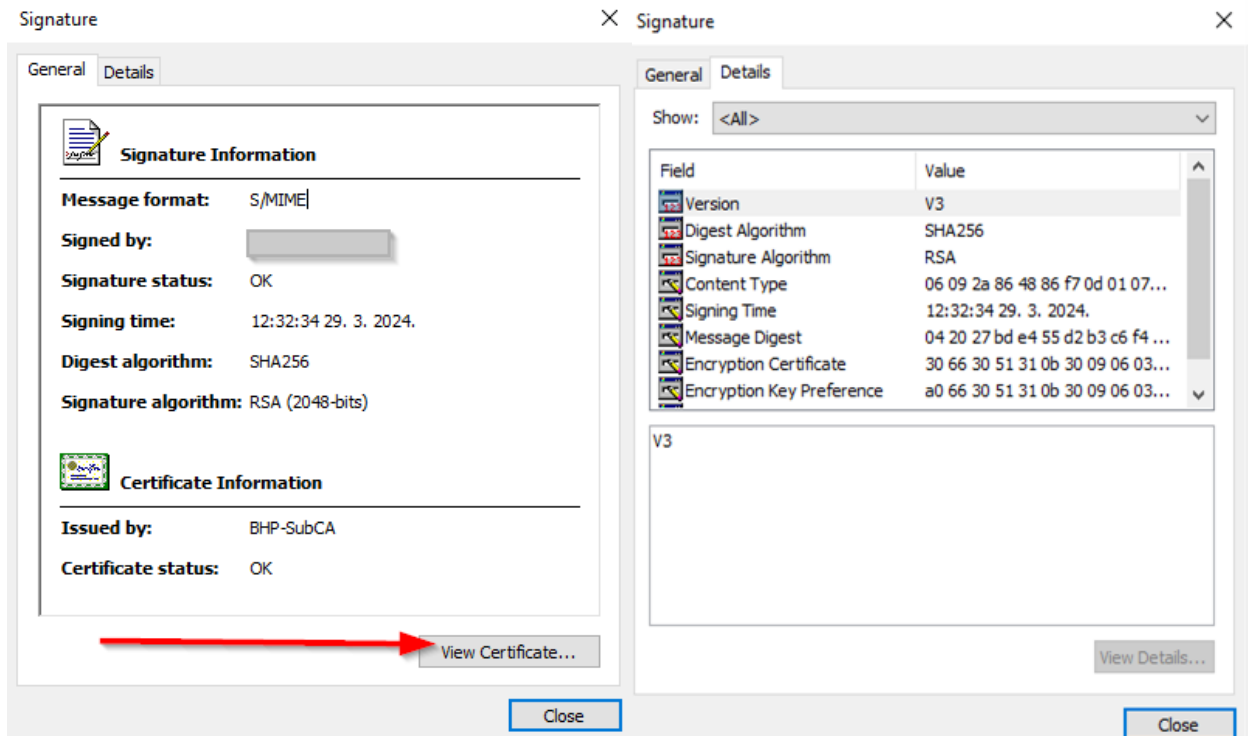 Signature
General Details
Signature Information
Message format: S/MIME
Signed by:
Signature status: OK
Signing time: 12:32:34 29. 3. 2024.
Digest algorithm: SHA256
Signature algorithm: RSA (2048-bits)
Certificate Information
Issued by: BHP-SubCA
Certificate status: OK
View Certificate...
Close
Signature
General Details
Show: <All>
Field Value
Version V3
Digest Algorithm SHA256
Signature Algorithm RSA
Content Type 06 09 2a 86 48 86 f7 0d 01 07...
Signing Time 12:32:34 29. 3. 2024.
Message Digest 04 20 27 bd e4 55 d2 b3 c6 f4 ...
Encryption Certificate 30 66 30 51 31 0b 30 09 06 03...
Encryption Key Preference a0 66 30 51 31 0b 30 09 06 03...
V3
View Details...
Close